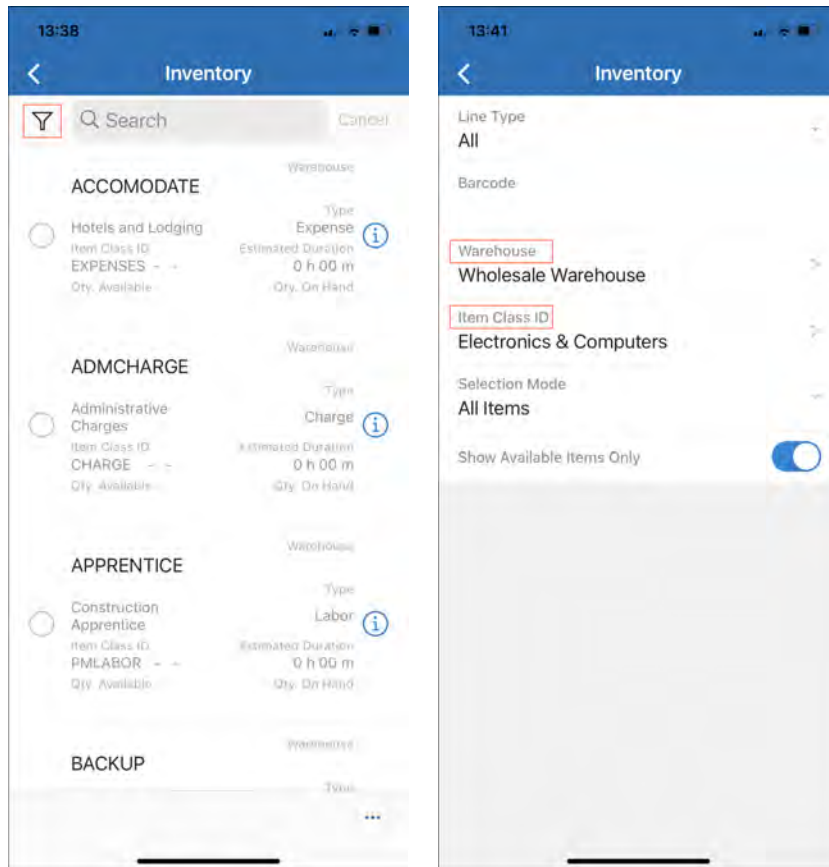 13:38
Inventory
Search
Cancel
Warehouse
ACCOMODATE
Type
Hotels and Lodging
Expense
Item Class ID
Estimated Duration
EXPENSES - -
0 h 00 m
Qty. Available
Qty. On Hand
Warehouse
ADMCHARGE
Type
Administrative
Charges
Charge
Item Class ID
Estimated Duration
CHARGE - -
0 h 00 m
Qty. Available
Qty. On Hand
Warehouse
APPRENTICE
Type
Construction
Apprentice
Labor
Item Class ID
Estimated Duration
PMLABOR - -
0 h 00 m
Qty. Available
Qty. On Hand
Warehouse
BACKUP
Type
...
13:41
Inventory
Line Type
All
Barcode
Warehouse
Wholesale Warehouse
Item Class ID
Electronics & Computers
Selection Mode
All Items
Show Available Items Only